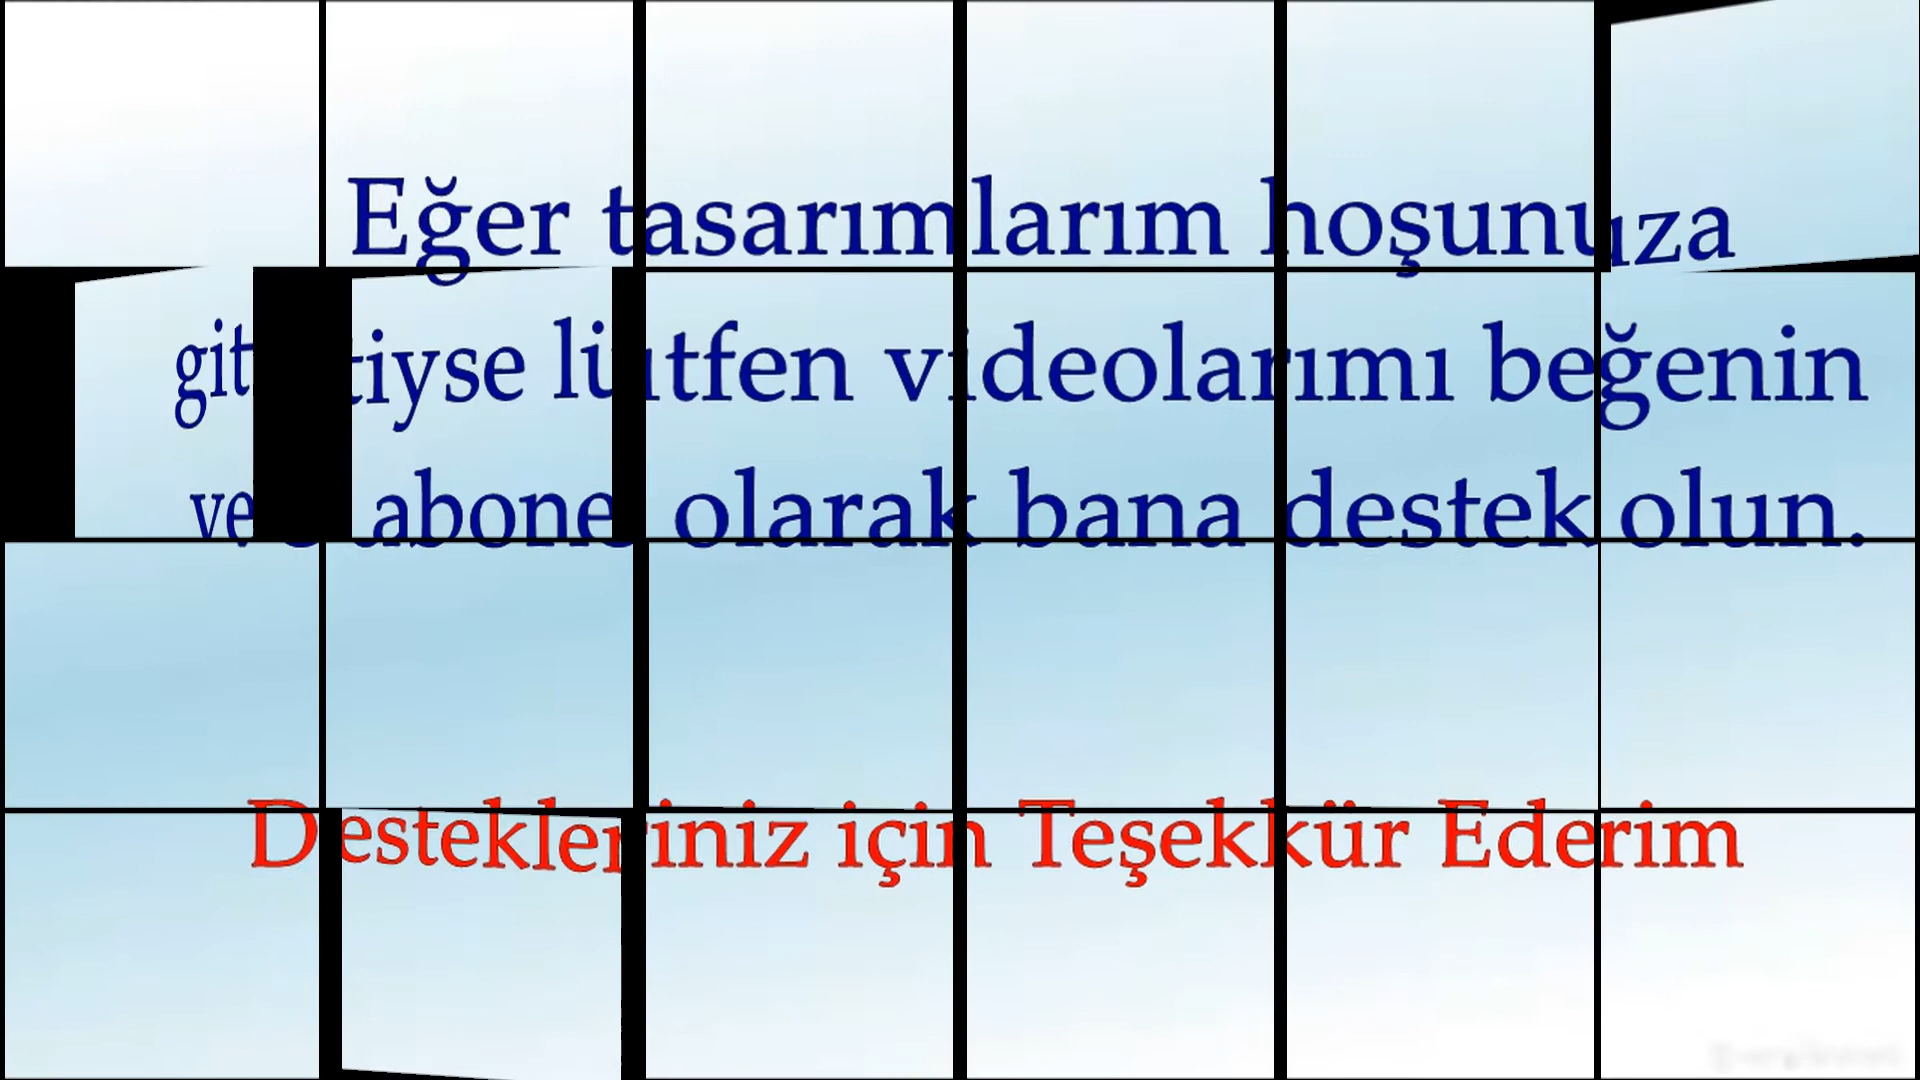 Eğer tasarımlarım hoşunuza
gittiyse lütfen videolarımı beğenin
ve abone olarak bana destek olun.
Destekleriniz için Teşekkür Ederim